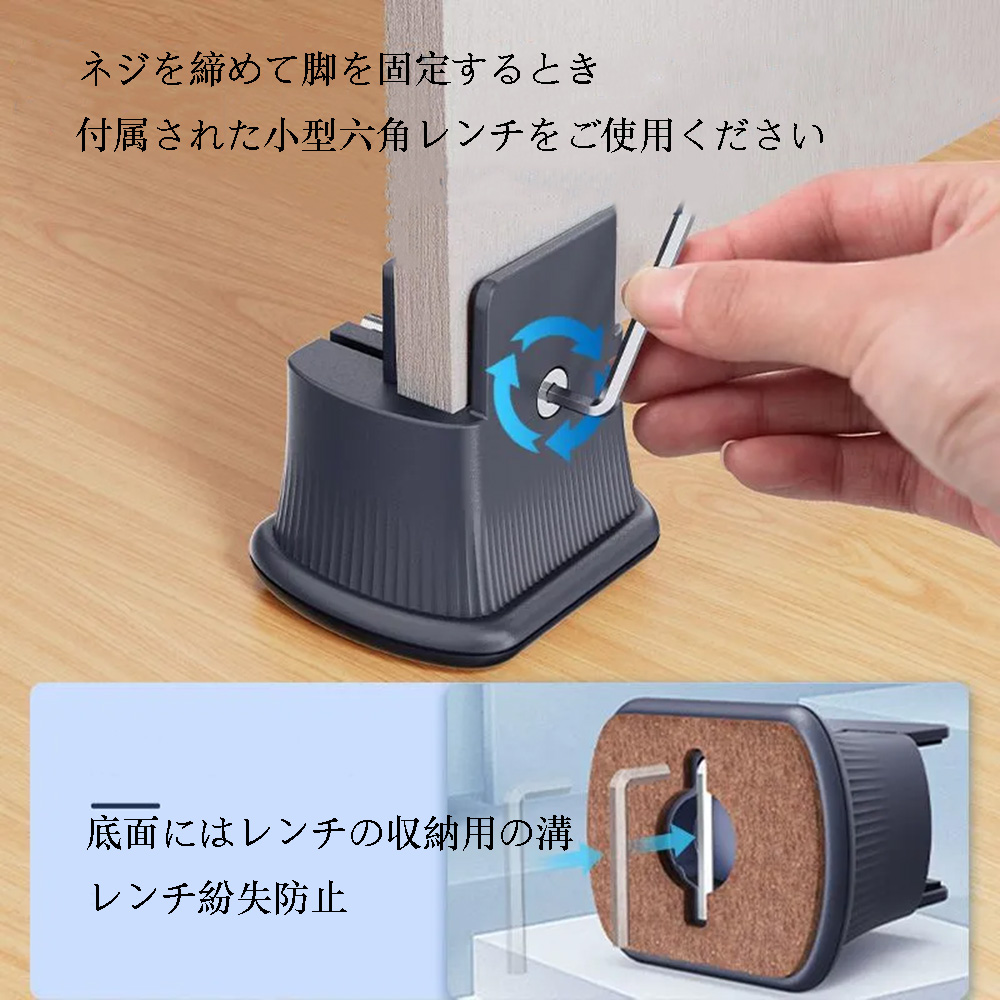 ネジを締めて脚を固定するとき
付属された小型六角レンチをご使用ください
底面にはレンチの収納用の溝
レンチ紛失防止